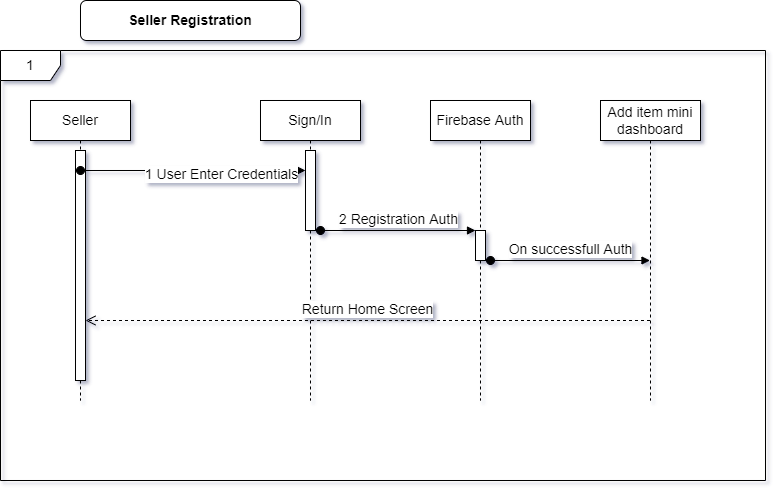 Seller Registration
1
Seller
Sign/In
Firebase Auth
Add item mini
dashboard
1 User Enter Credentials
2 Registration Auth
On successfull Auth
Return Home Screen